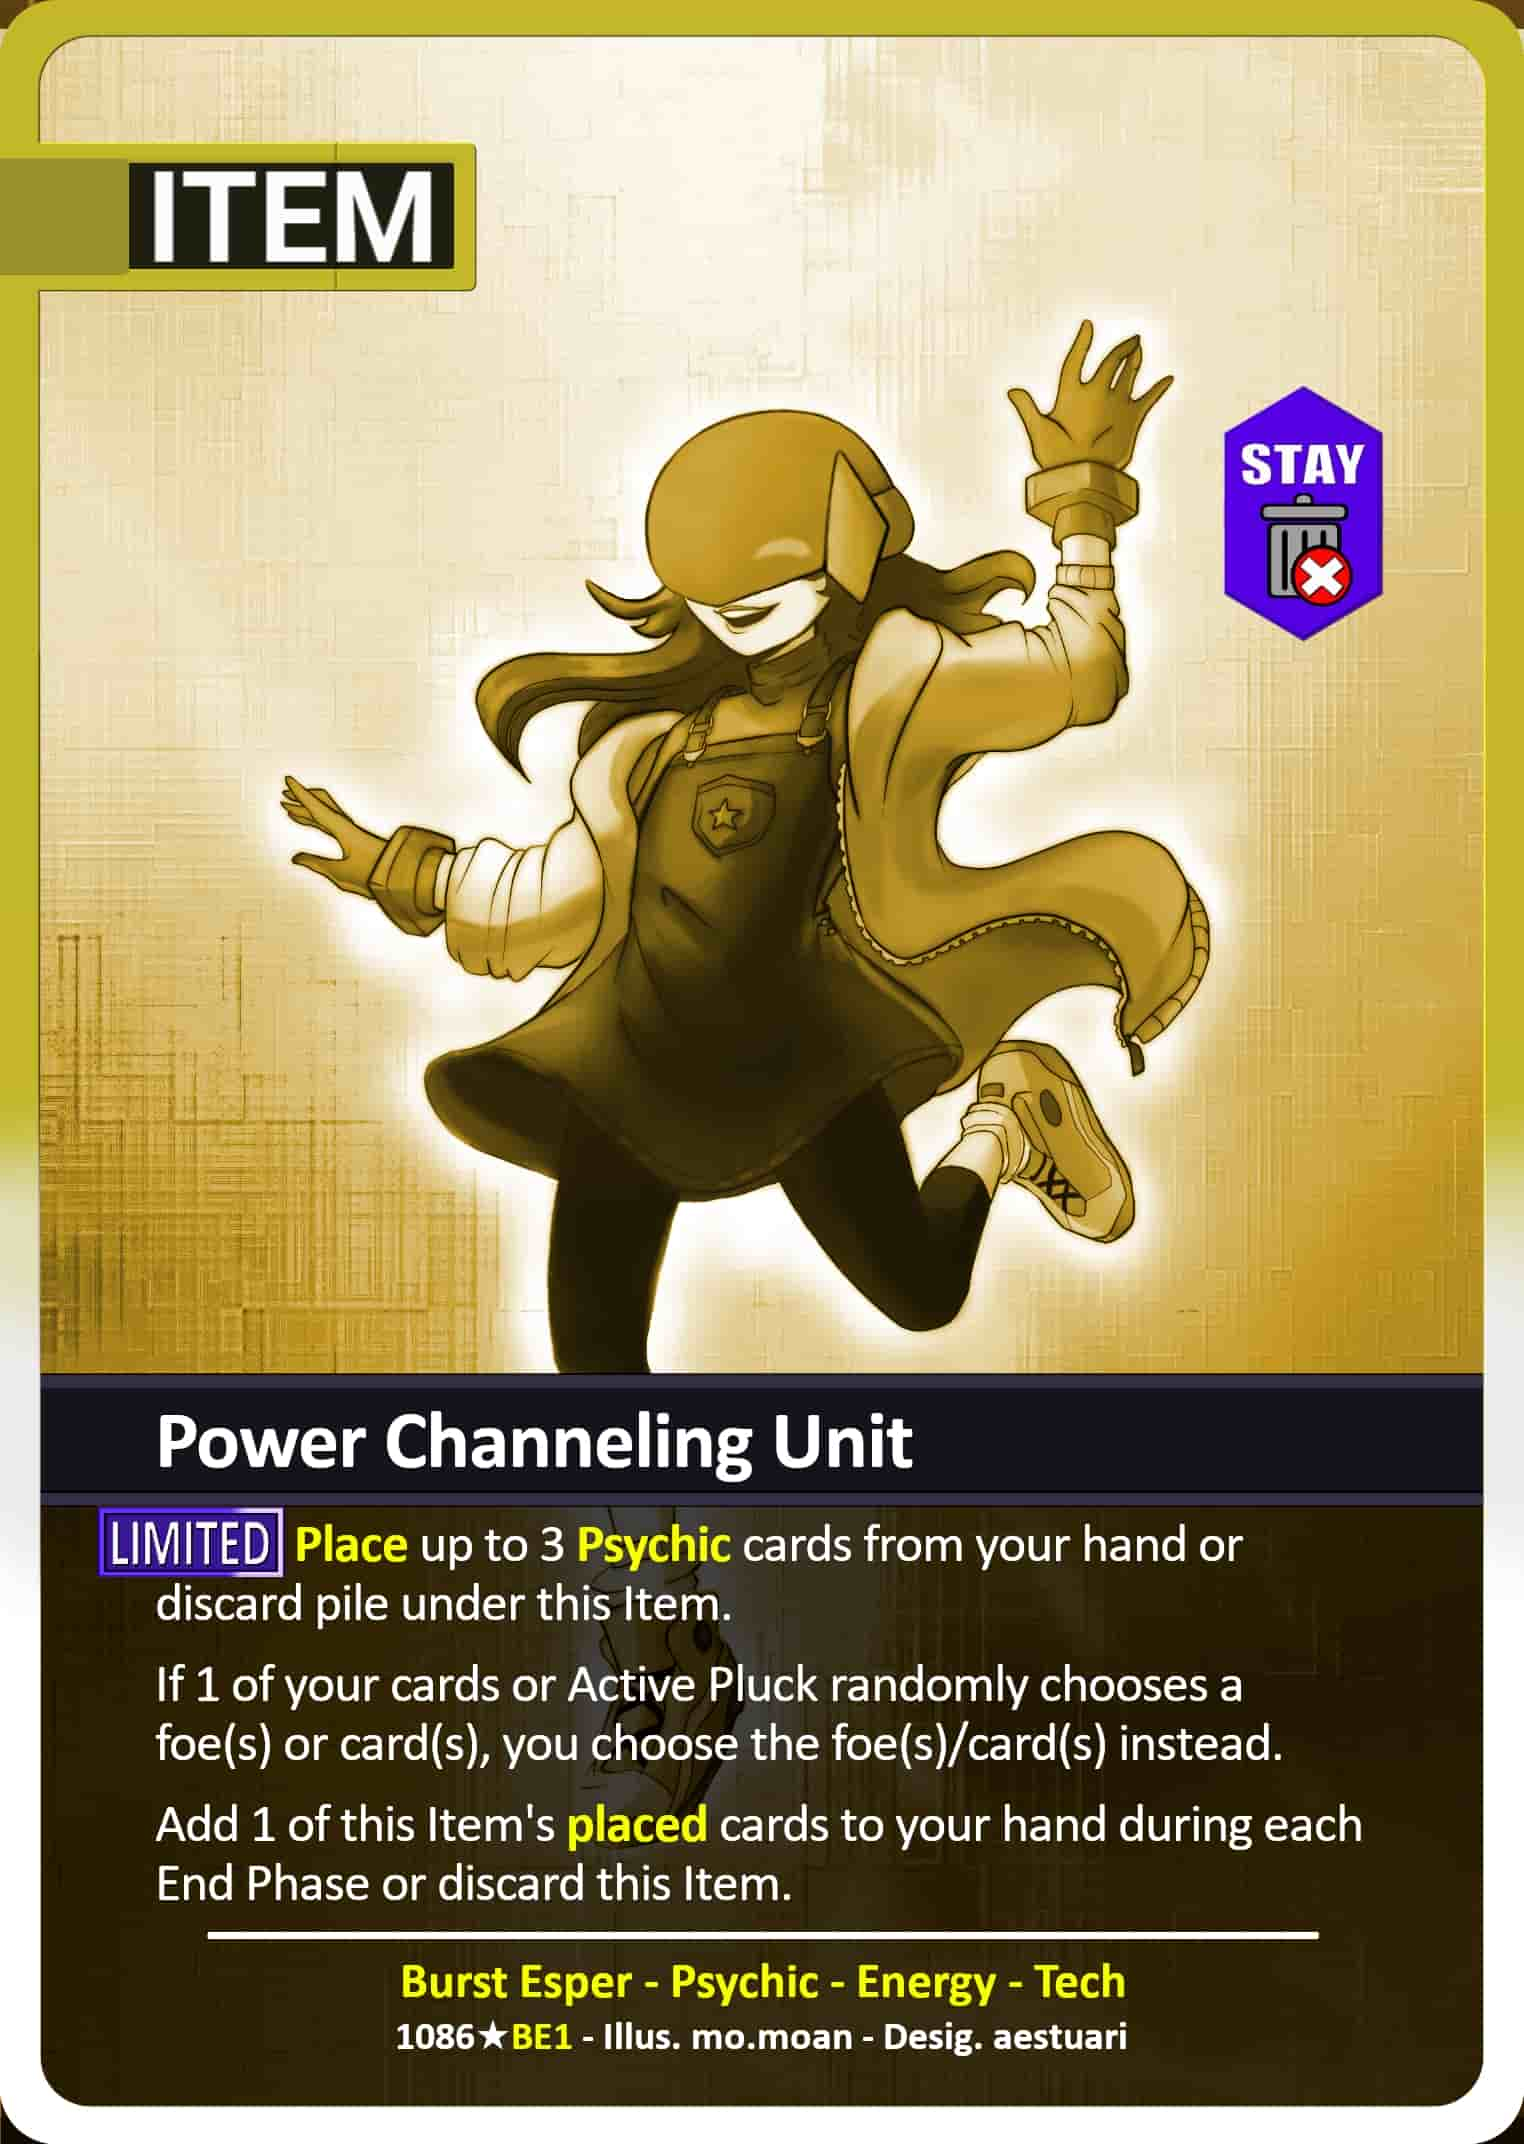 ITEM
STAY
Power Channeling Unit
LIMITED Place up to 3 Psychic cards from your hand or
discard pile under this Item.
If 1 of your cards or Active Pluck randomly chooses a
foe(s) or card(s), you choose the foe(s)/card(s) instead.
Add 1 of this Item's placed cards to your hand during each
End Phase or discard this Item.
Burst Esper - Psychic - Energy - Tech
1086★BE1 - Illus. mo.moan - Desig. aestuari